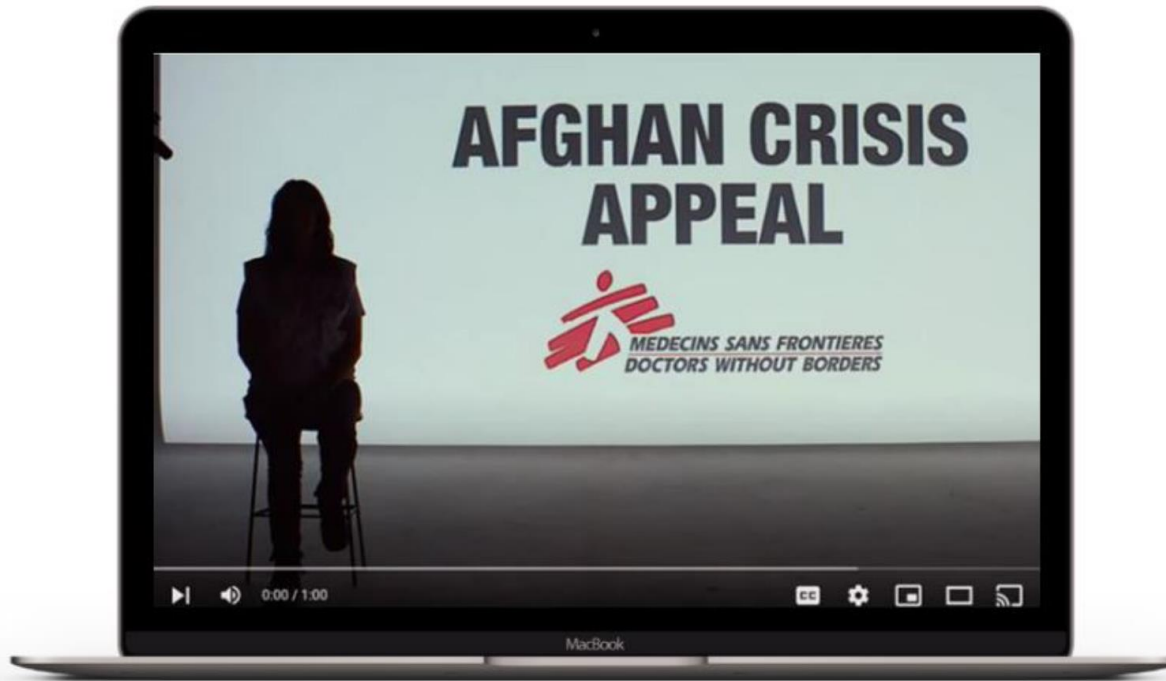 AFGHAN CRISIS
APPEAL
MEDECINS SANS FRONTIERES
DOCTORS WITHOUT BORDERS
0:00 / 1:00
CC
MacBook